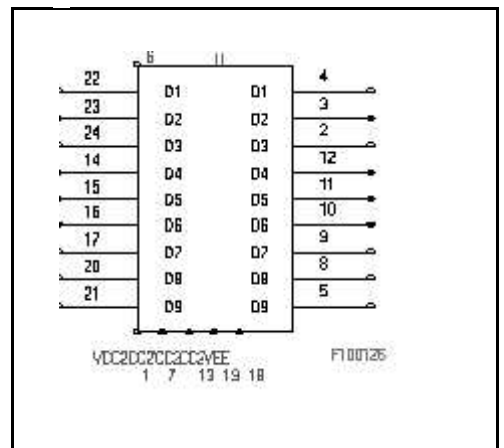 6 U
22 D1 D1 4
23 D2 D2 3
24 D3 D3 2
14 D4 D4 12
15 D5 D5 11
16 D6 D6 10
17 D7 D7 9
20 D8 D8 8
21 D9 D9 5
F100126
1 7 13 19 18